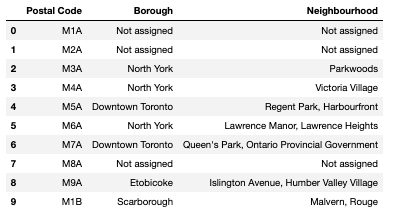 Postal Code Borough Neighbourhood
0 M1A Not assigned Not assigned
1 M2A Not assigned Not assigned
2 M3A North York Parkwoods
3 M4A North York Victoria Village
4 M5A Downtown Toronto Regent Park, Harbourfront
5 M6A North York Lawrence Manor, Lawrence Heights
6 M7A Downtown Toronto Queen's Park, Ontario Provincial Government
7 M8A Not assigned Not assigned
8 M9A Etobicoke Islington Avenue, Humber Valley Village
9 M1B Scarborough Malvern, Rouge